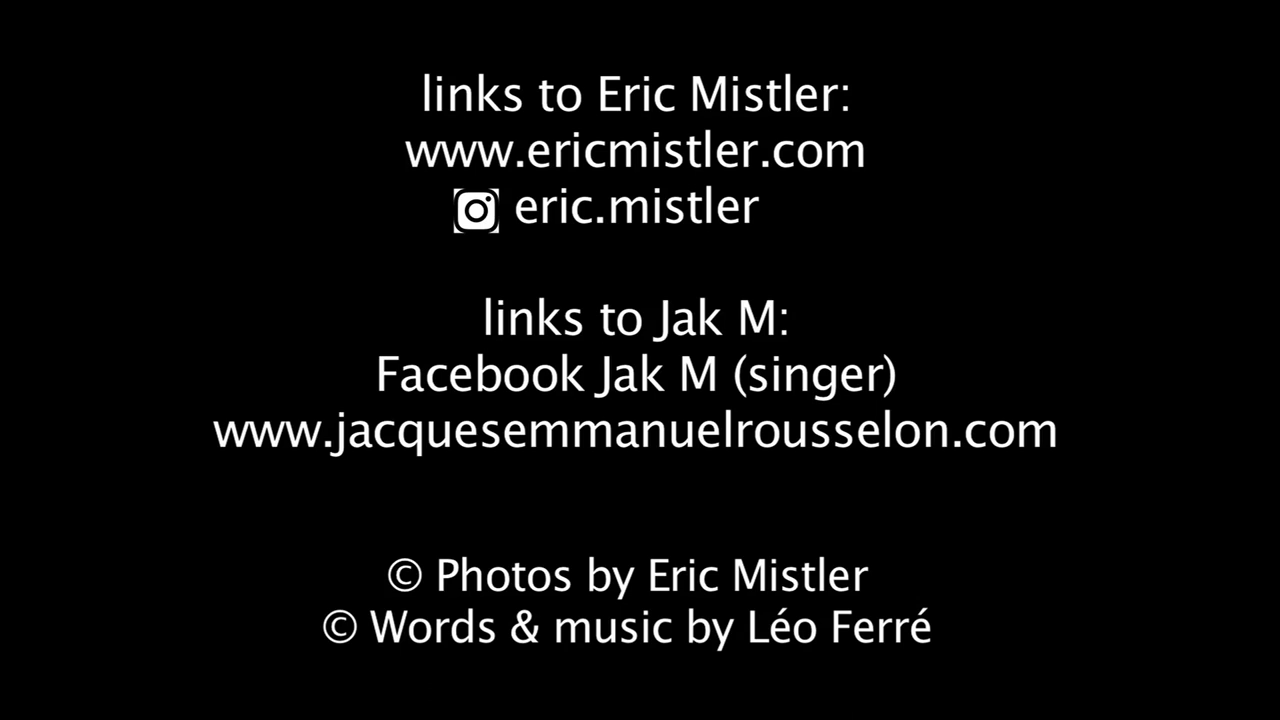 links to Eric Mistler:
www.ericmistler.com
eric.mistler
links to Jak M:
Facebook Jak M (singer)
www.jacquesemmanuelrousselon.com
© Photos by Eric Mistler
© Words & music by Léo Ferré